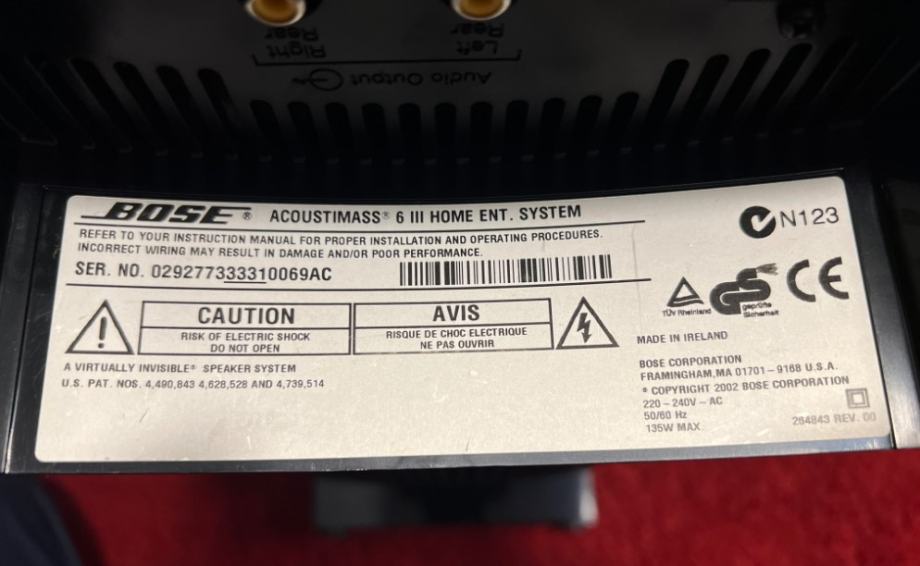 Right Rear
Left Rear
Audio Output
BOSE ® ACOUSTIMASS® 6 III HOME ENT. SYSTEM
REFER TO YOUR INSTRUCTION MANUAL FOR PROPER INSTALLATION AND OPERATING PROCEDURES.
INCORRECT WIRING MAY RESULT IN DAMAGE AND/OR POOR PERFORMANCE.
SER. NO. 029277333310069AC
N123
CAUTION
RISK OF ELECTRIC SHOCK
DO NOT OPEN
AVIS
RISQUE DE CHOC ELECTRIQUE
NE PAS OUVRIR
TÜV Rheinland
geprüfte
Sicherheit
CE
A VIRTUALLY INVISIBLE® SPEAKER SYSTEM
U.S. PAT. NOS. 4,490,843 4,628,528 AND 4,739,514
MADE IN IRELAND
BOSE CORPORATION
FRAMINGHAM,MA 01701 – 9168 U.S.A.
© COPYRIGHT 2002 BOSE CORPORATION
220 – 240V – AC
50/60 Hz
135W MAX.
264843 REV. 00